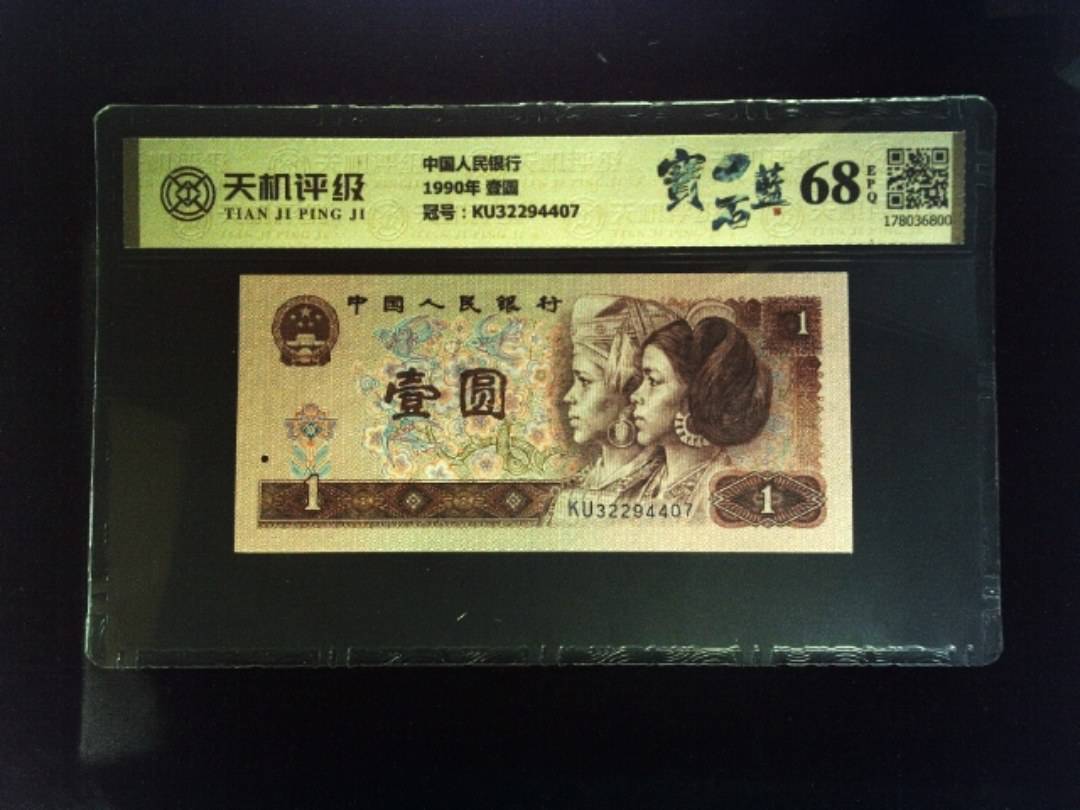 天机评级
TIAN JI PING JI
中国人民银行
1990年 壹圆
冠号：KU32294407
寶石藍
68
EPQ
178036800
中国人民银行
1
壹圆
1
KU32294407
1